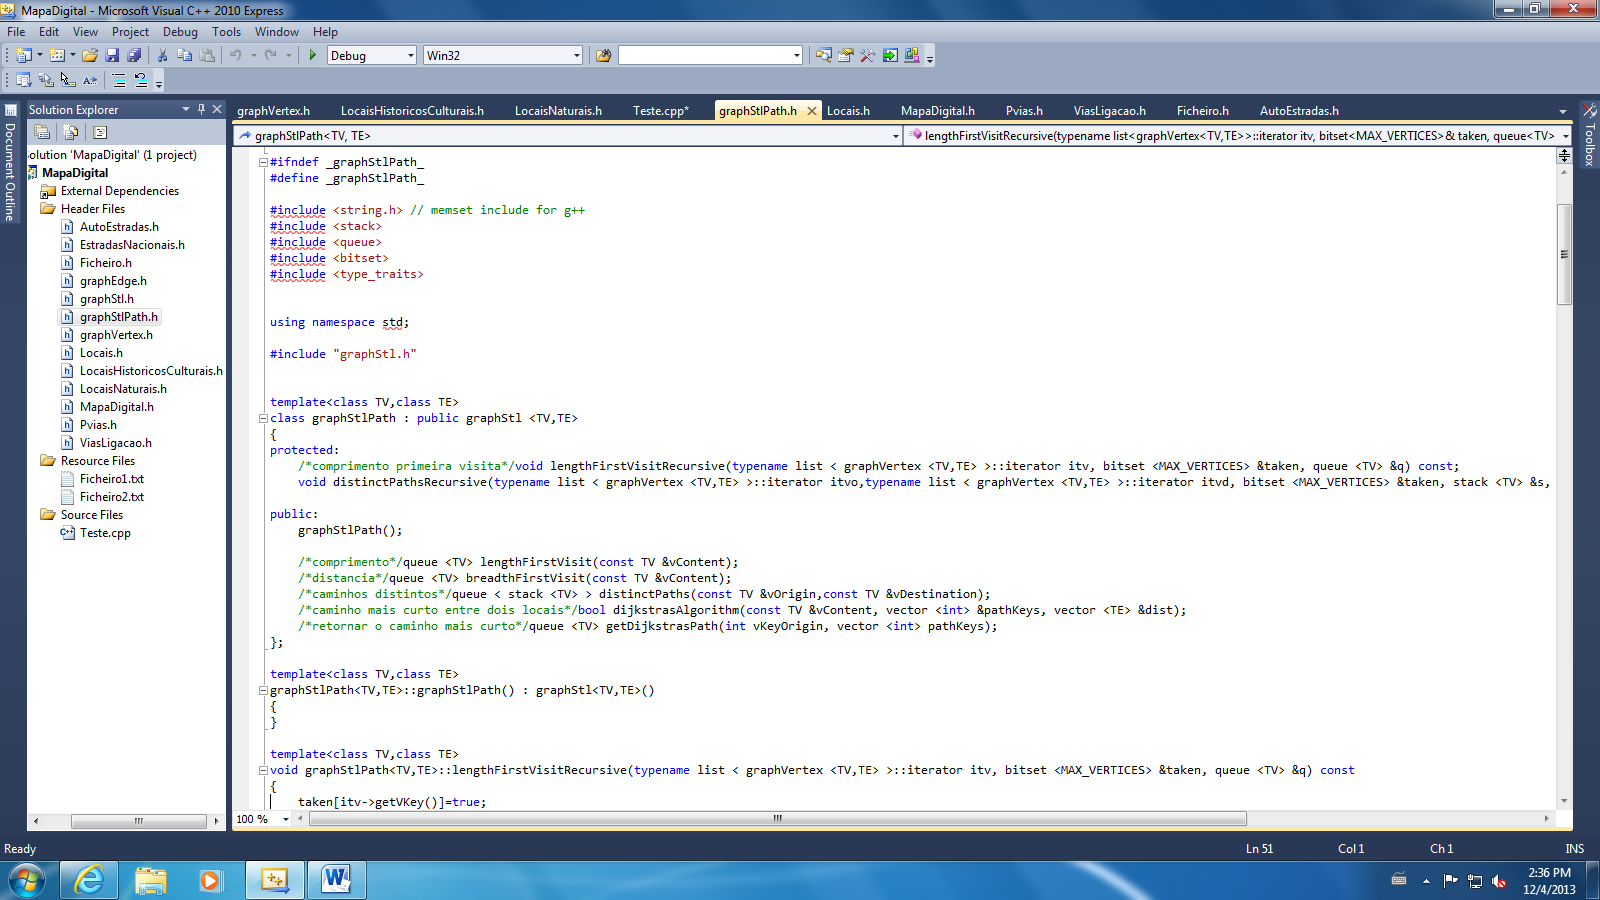 MapaDigital - Microsoft Visual C++ 2010 Express
File Edit View Project Debug Tools Window Help
Debug Win32
Solution Explorer
Document Outline
olution 'MapaDigital' (1 project)
MapaDigital
External Dependencies
Header Files
AutoEstradas.h
EstradasNacionais.h
Ficheiro.h
graphEdge.h
graphStl.h
graphStlPath.h
graphVertex.h
Locais.h
LocaisHistoricosCulturais.h
LocaisNaturais.h
MapaDigital.h
Pvias.h
ViasLigacao.h
Resource Files
Ficheiro1.txt
Ficheiro2.txt
Source Files
Teste.cpp
graphVertex.h LocaisHistoricosCulturais.h LocaisNaturais.h Teste.cpp* graphStlPath.h Locais.h MapaDigital.h Pvias.h ViasLigacao.h Ficheiro.h AutoEstradas.h
graphStlPath<TV, TE> lengthFirstVisitRecursive(typename list<graphVertex<TV,TE>>::iterator itv, bitset<MAX_VERTICES> & taken, queue<TV>
Toolbox
#ifndef _graphStlPath_
#define _graphStlPath_
#include <string.h> // memset include for g++
#include <stack>
#include <queue>
#include <bitset>
#include <type_traits>
using namespace std;
#include "graphStl.h"
template<class TV,class TE>
class graphStlPath : public graphStl <TV,TE>
{
protected:
/*comprimento primeira visita*/void lengthFirstVisitRecursive(typename list < graphVertex <TV,TE> >::iterator itv, bitset <MAX_VERTICES> &taken, queue <TV> &q) const;
void distinctPathsRecursive(typename list < graphVertex <TV,TE> >::iterator itvo,typename list < graphVertex <TV,TE> >::iterator itvd, bitset <MAX_VERTICES> &taken, stack <TV> &s,
public:
graphStlPath();
/*comprimento*/queue <TV> lengthFirstVisit(const TV &vContent);
/*distancia*/queue <TV> breadthFirstVisit(const TV &vContent);
/*caminhos distintos*/queue < stack <TV> > distinctPaths(const TV &vOrigin,const TV &vDestination);
/*caminho mais curto entre dois locais*/bool dijkstrasAlgorithm(const TV &vContent, vector <int> &pathKeys, vector <TE> &dist);
/*retornar o caminho mais curto*/queue <TV> getDijkstrasPath(int vKeyOrigin, vector <int> pathKeys);
};
template<class TV,class TE>
graphStlPath<TV,TE>::graphStlPath() : graphStl<TV,TE>()
{
}
template<class TV,class TE>
void graphStlPath<TV,TE>::lengthFirstVisitRecursive(typename list < graphVertex <TV,TE> >::iterator itv, bitset <MAX_VERTICES> &taken, queue <TV> &q) const
{
taken[itv->getVKey()]=true;
100 %
Ready Ln 51 Col 1 Ch 1 INS
2:36 PM
12/4/2013